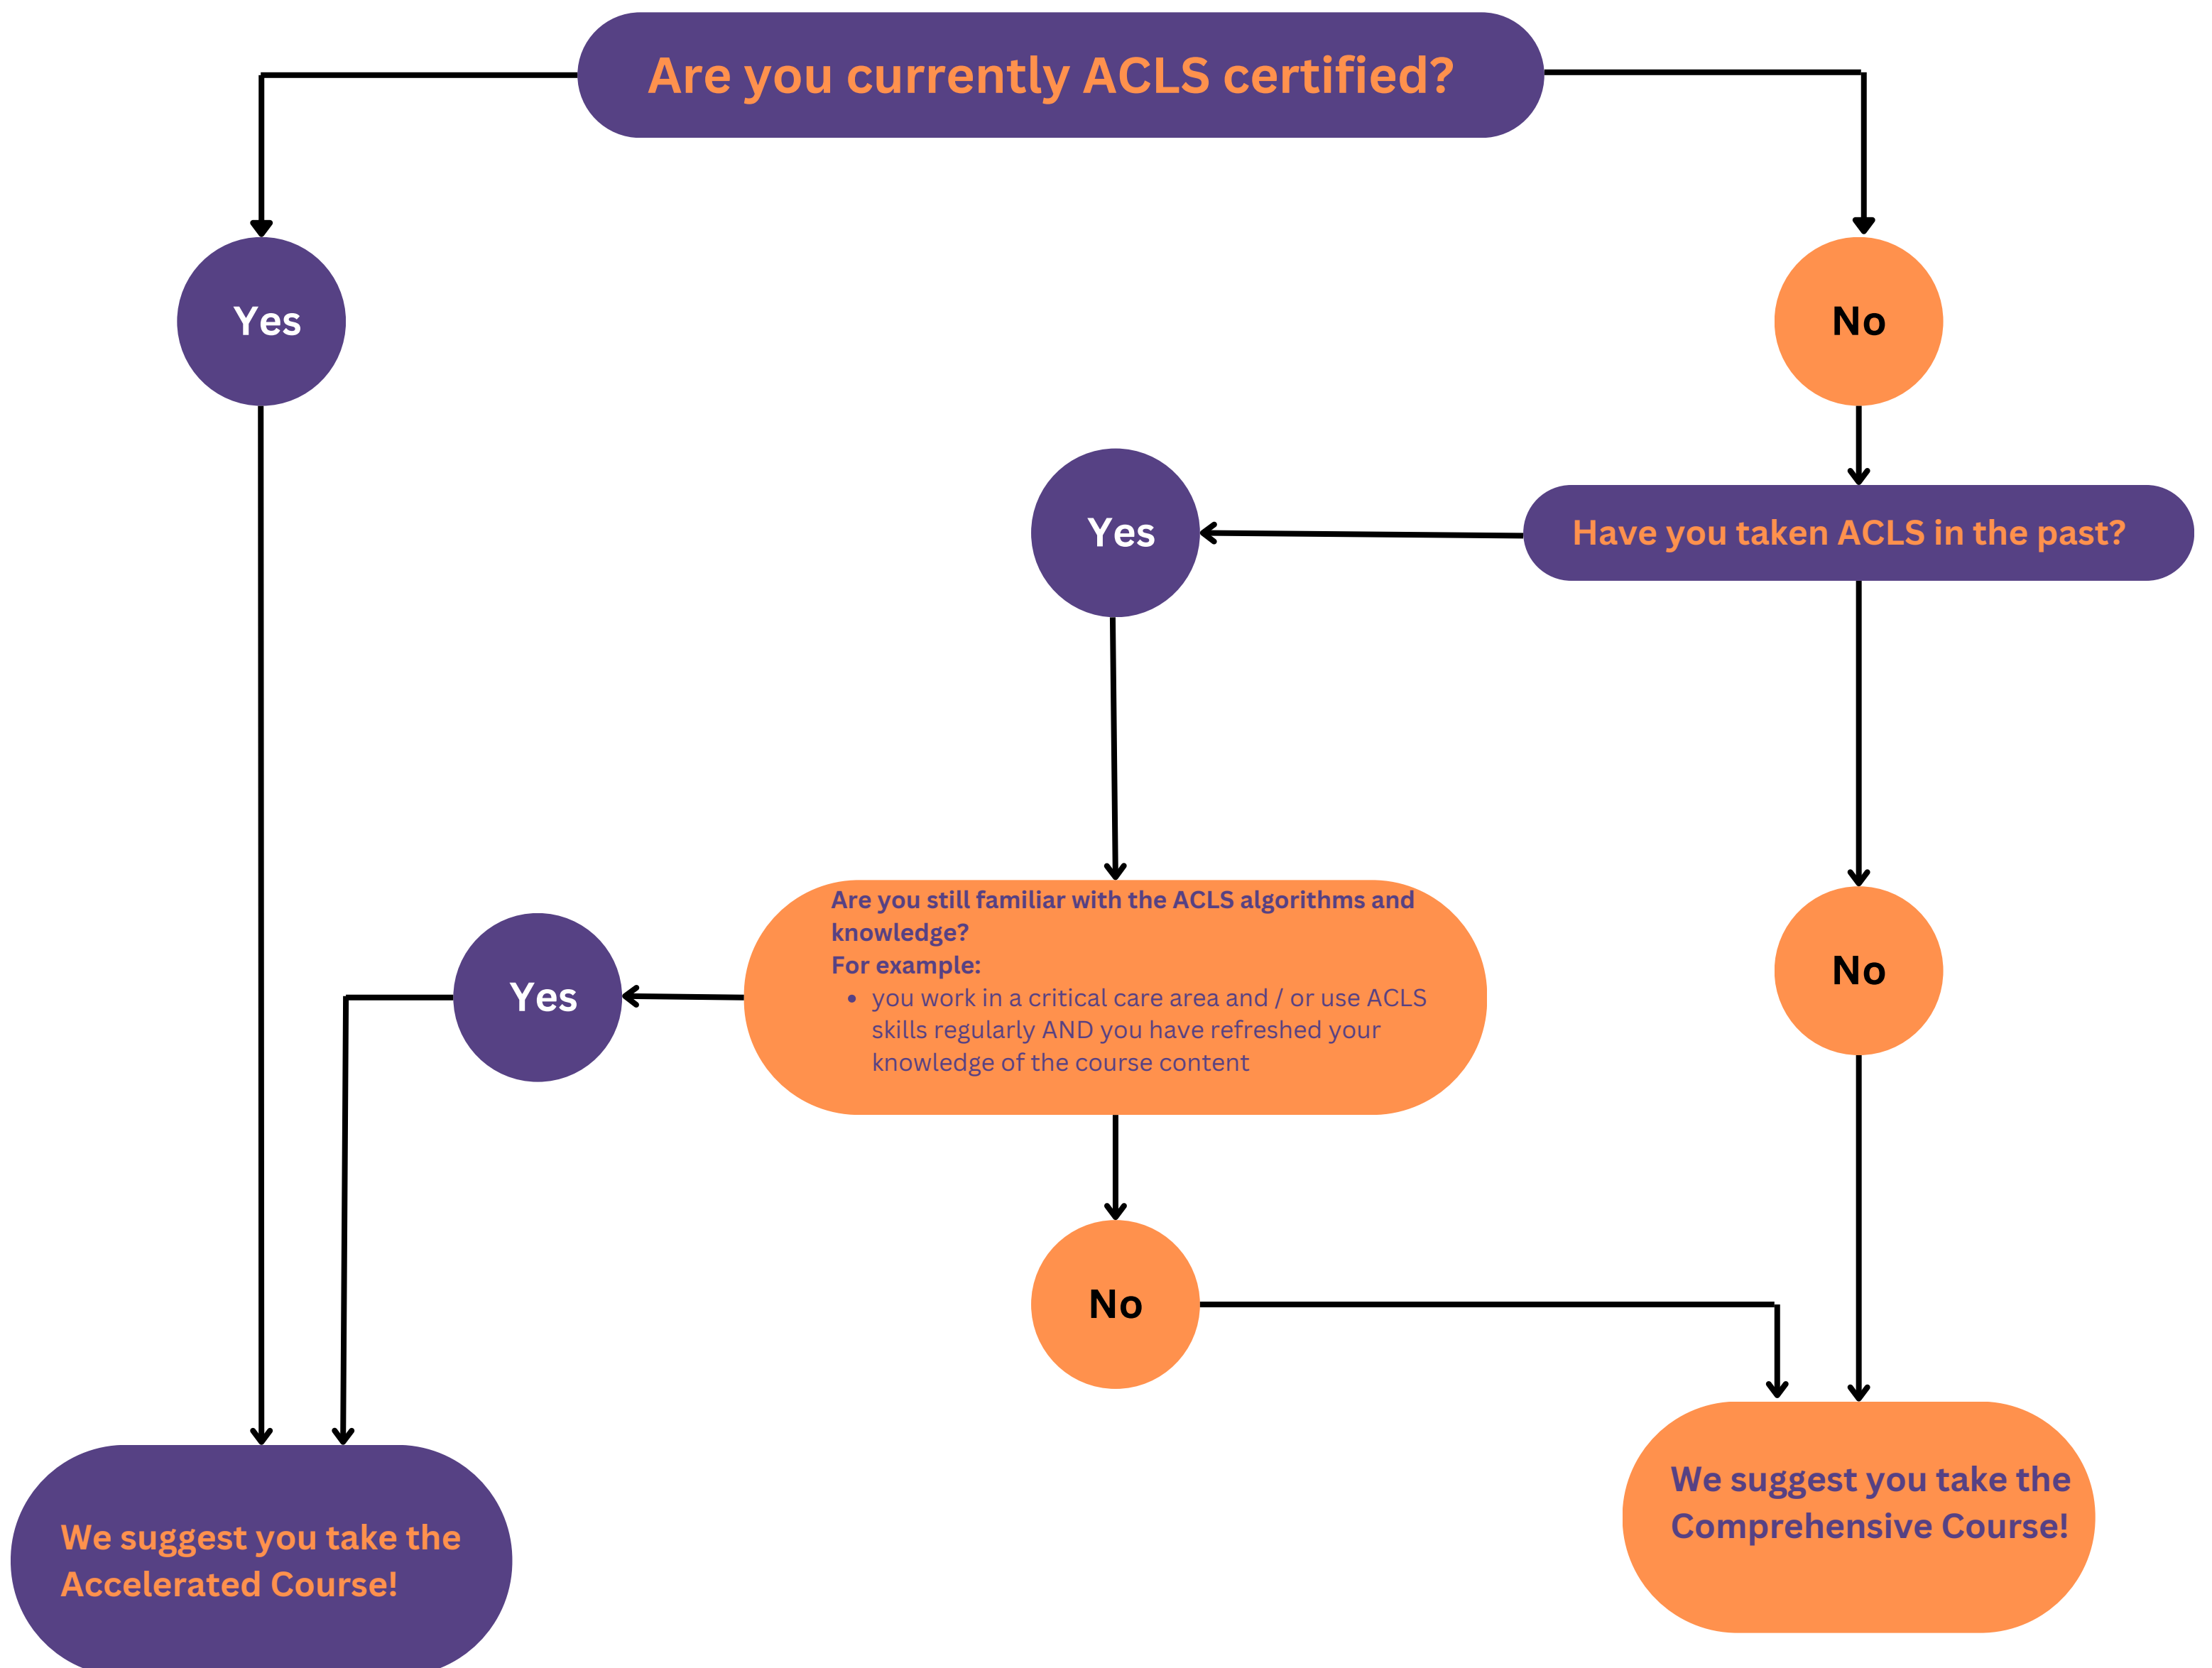 Are you currently ACLS certified?
Yes
No
Yes
Have you taken ACLS in the past?
Are you still familiar with the ACLS algorithms and
knowledge?
For example:
• you work in a critical care area and / or use ACLS
skills regularly AND you have refreshed your
knowledge of the course content
Yes
No
No
We suggest you take the
Comprehensive Course!
We suggest you take the
Accelerated Course!